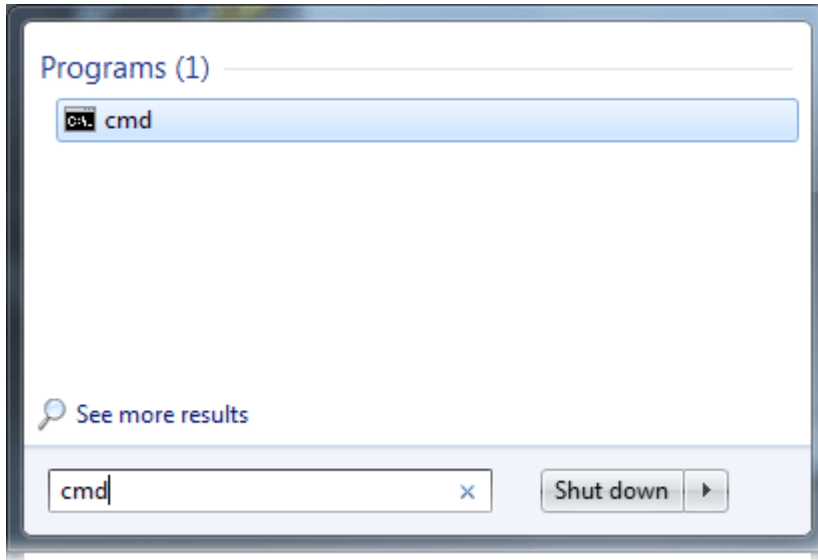 Programs (1)
C:\. cmd
See more results
cmd
Shut down